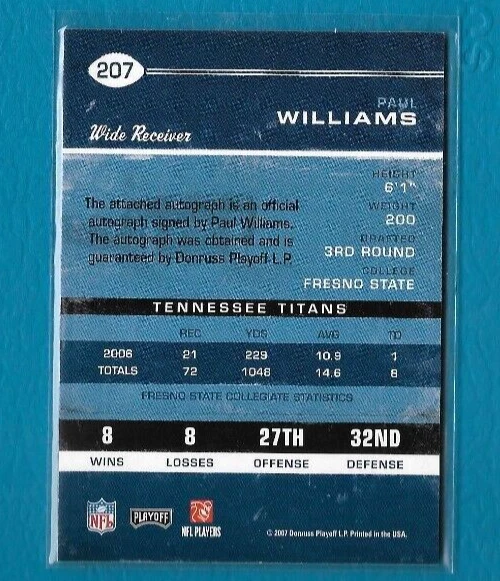 207
PAUL
WILLIAMS
Wide Receiver
HEIGHT
6'1"
WEIGHT
200
DRAFTED
3RD ROUND
COLLEGE
FRESNO STATE
The attached autograph is an official
autograph signed by Paul Williams.
The autograph was obtained and is
guaranteed by Donruss Playoff L.P.
TENNESSEE TITANS
REC YDS AVG TD
2006 21 229 10.9 1
TOTALS 72 1048 14.6 8
FRESNO STATE COLLEGIATE STATISTICS
8 8 27TH 32ND
WINS LOSSES OFFENSE DEFENSE
NFL PLAYOFF NFL PLAYERS
© 2007 Donruss Playoff L.P. Printed in the USA.